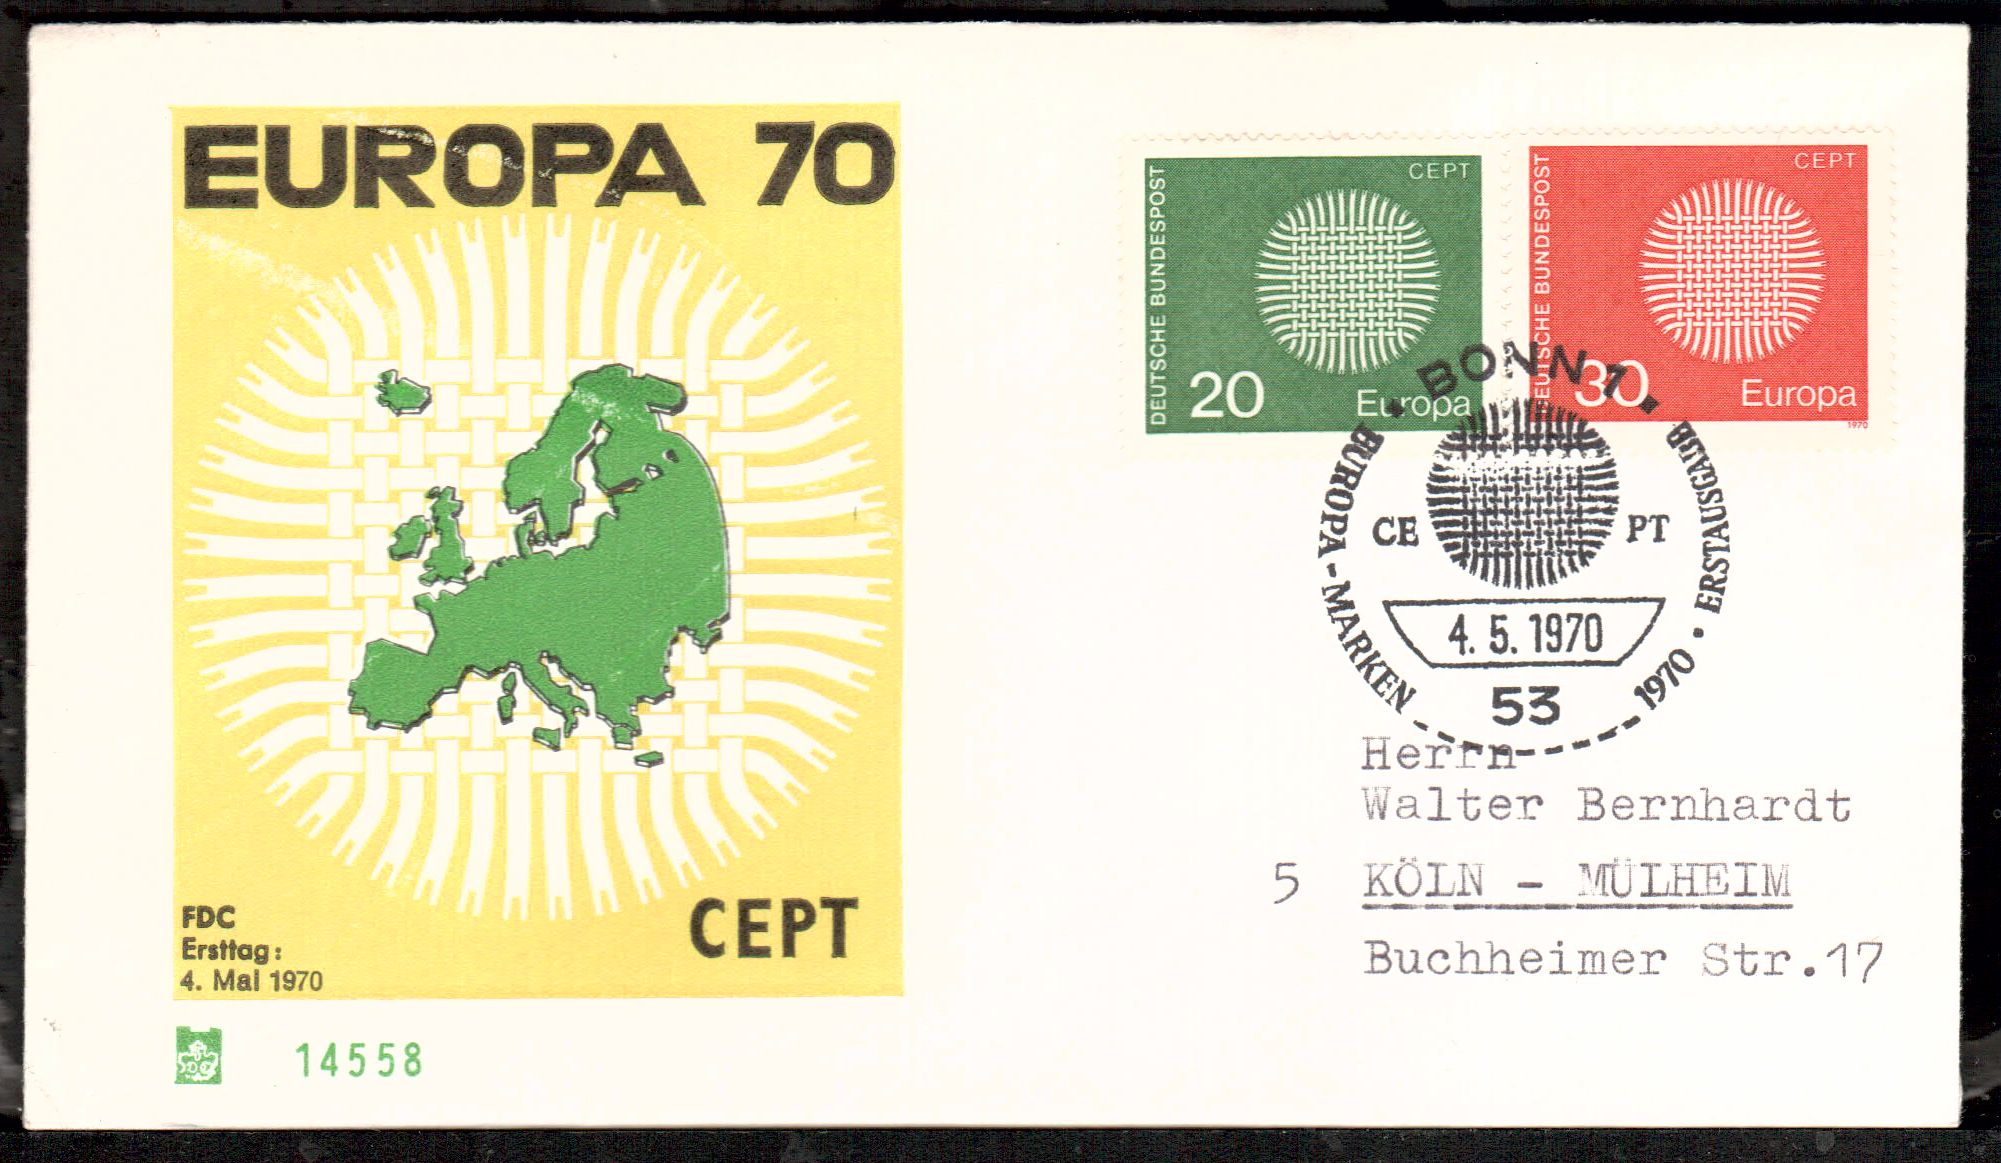 EUROPA 70
FDC
Ersttag:
4. Mai 1970
CEPT
14558
DEUTSCHE BUNDESPOST
CEPT
20
Europa
DEUTSCHE BUNDESPOST
CEPT
30
Europa
1970
• BONN 1 •
EUROPA-MARKEN
1970 • ERSTAUSGABE
CE PT
4.5.1970
53
Herrn
Walter Bernhardt
5 KÖLN - MÜLHEIM
Buchheimer Str.17